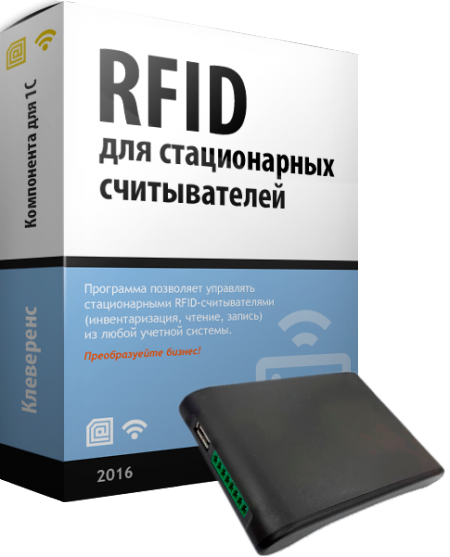 RFID
для стационарных
считывателей
Программа позволяет управлять
стационарными RFID-считывателями
(инвентаризация, чтение, запись)
из любой учетной системы.
Преобразуйте бизнес!
2016
Компонента для 1С
Клеверенс